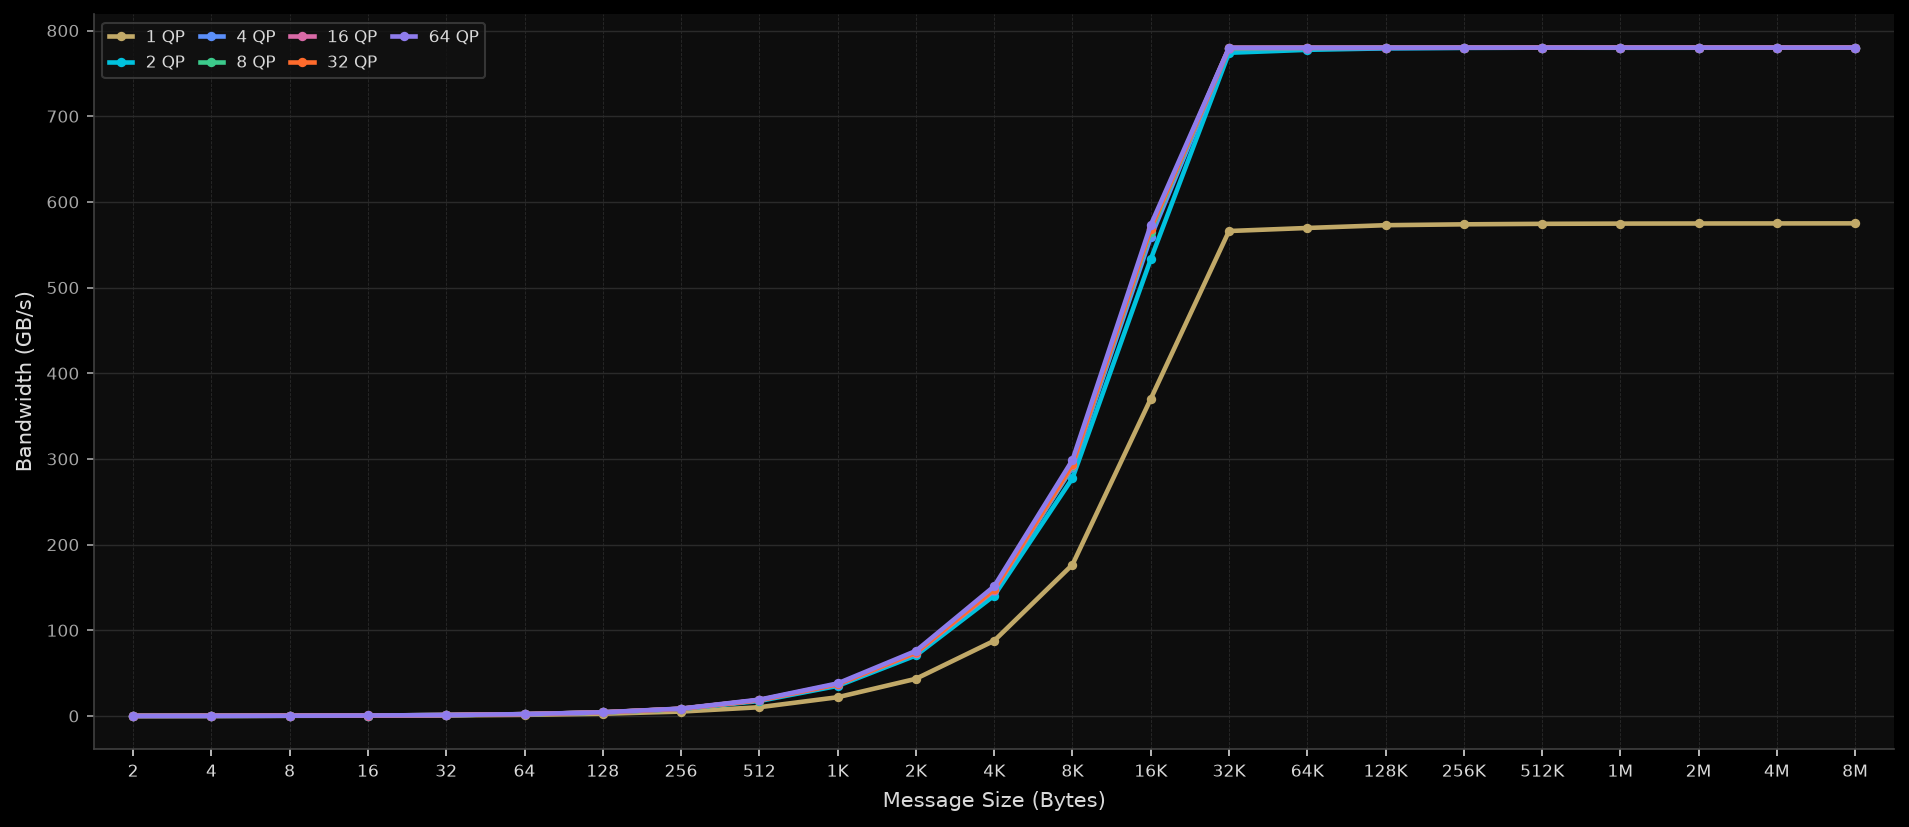 1 QP 4 QP 16 QP 64 QP
2 QP 8 QP 32 QP
800
700
600
500
400
300
200
100
0
Bandwidth (GB/s)
2 4 8 16 32 64 128 256 512 1K 2K 4K 8K 16K 32K 64K 128K 256K 512K 1M 2M 4M 8M
Message Size (Bytes)